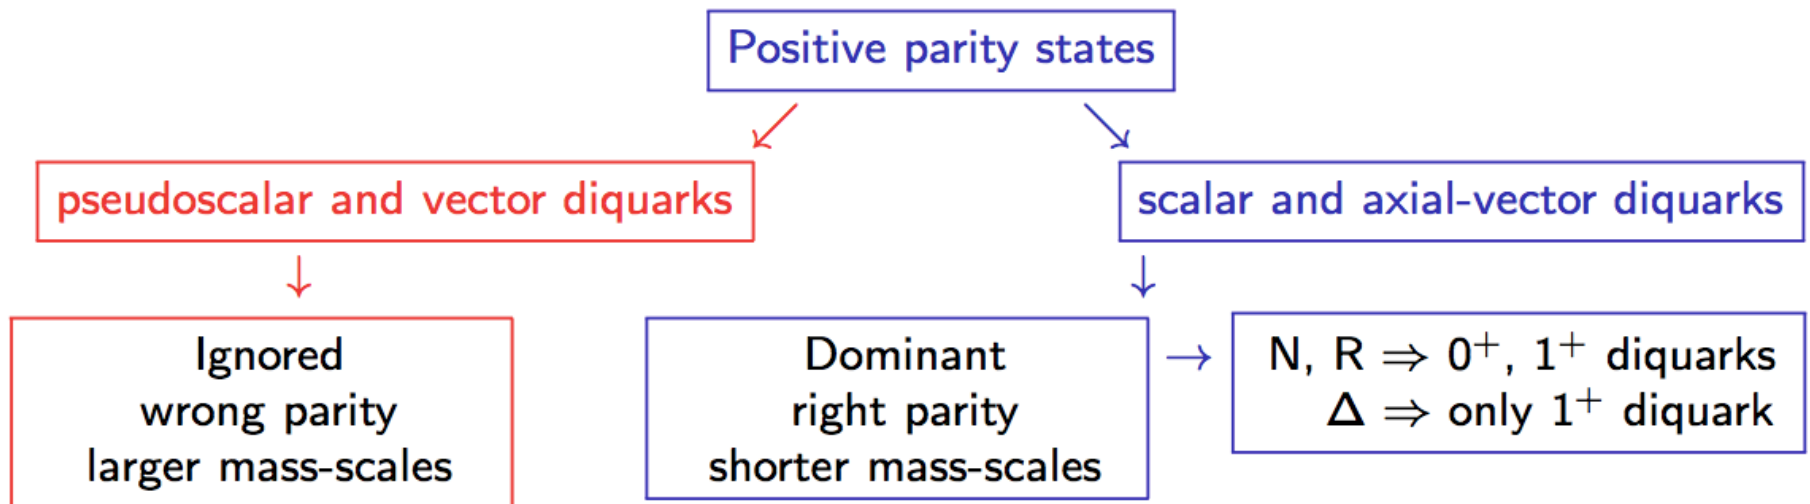 Positive parity states
pseudoscalar and vector diquarks
scalar and axial-vector diquarks
Ignored
wrong parity
larger mass-scales
Dominant
right parity
shorter mass-scales
→
N, R ⇒ 0⁺, 1⁺ diquarks
Δ ⇒ only 1⁺ diquark